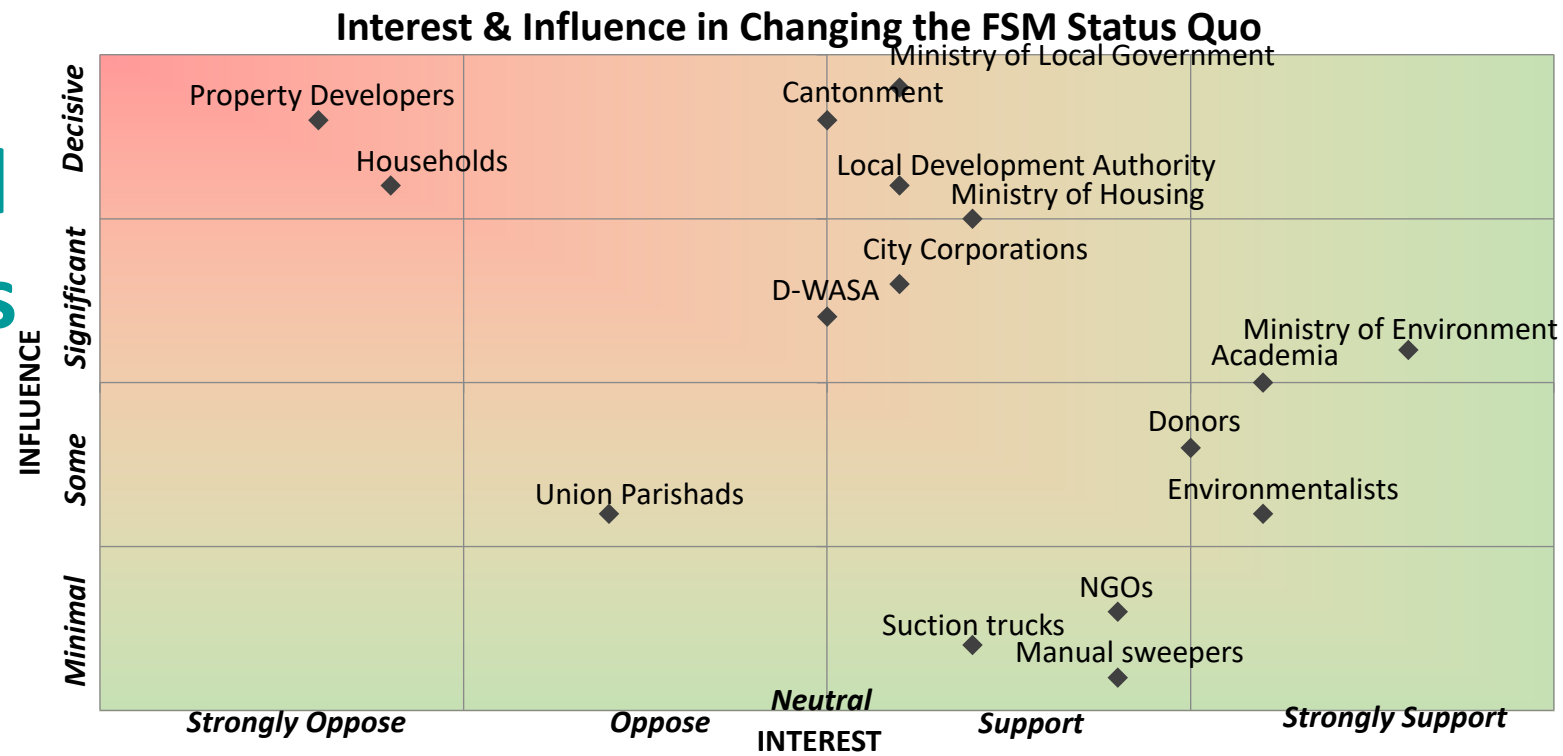 Interest & Influence in Changing the FSM Status Quo
Ministry of Local Government
Property Developers
Cantonment
Households
Local Development Authority
Ministry of Housing
City Corporations
D-WASA
Ministry of Environment
Academia
Donors
Union Parishads
Environmentalists
NGOs
Suction trucks
Manual sweepers
INFLUENCE
Decisive
Significant
Some
Minimal
Strongly Oppose
Oppose
Neutral
Support
Strongly Support
INTEREST
s